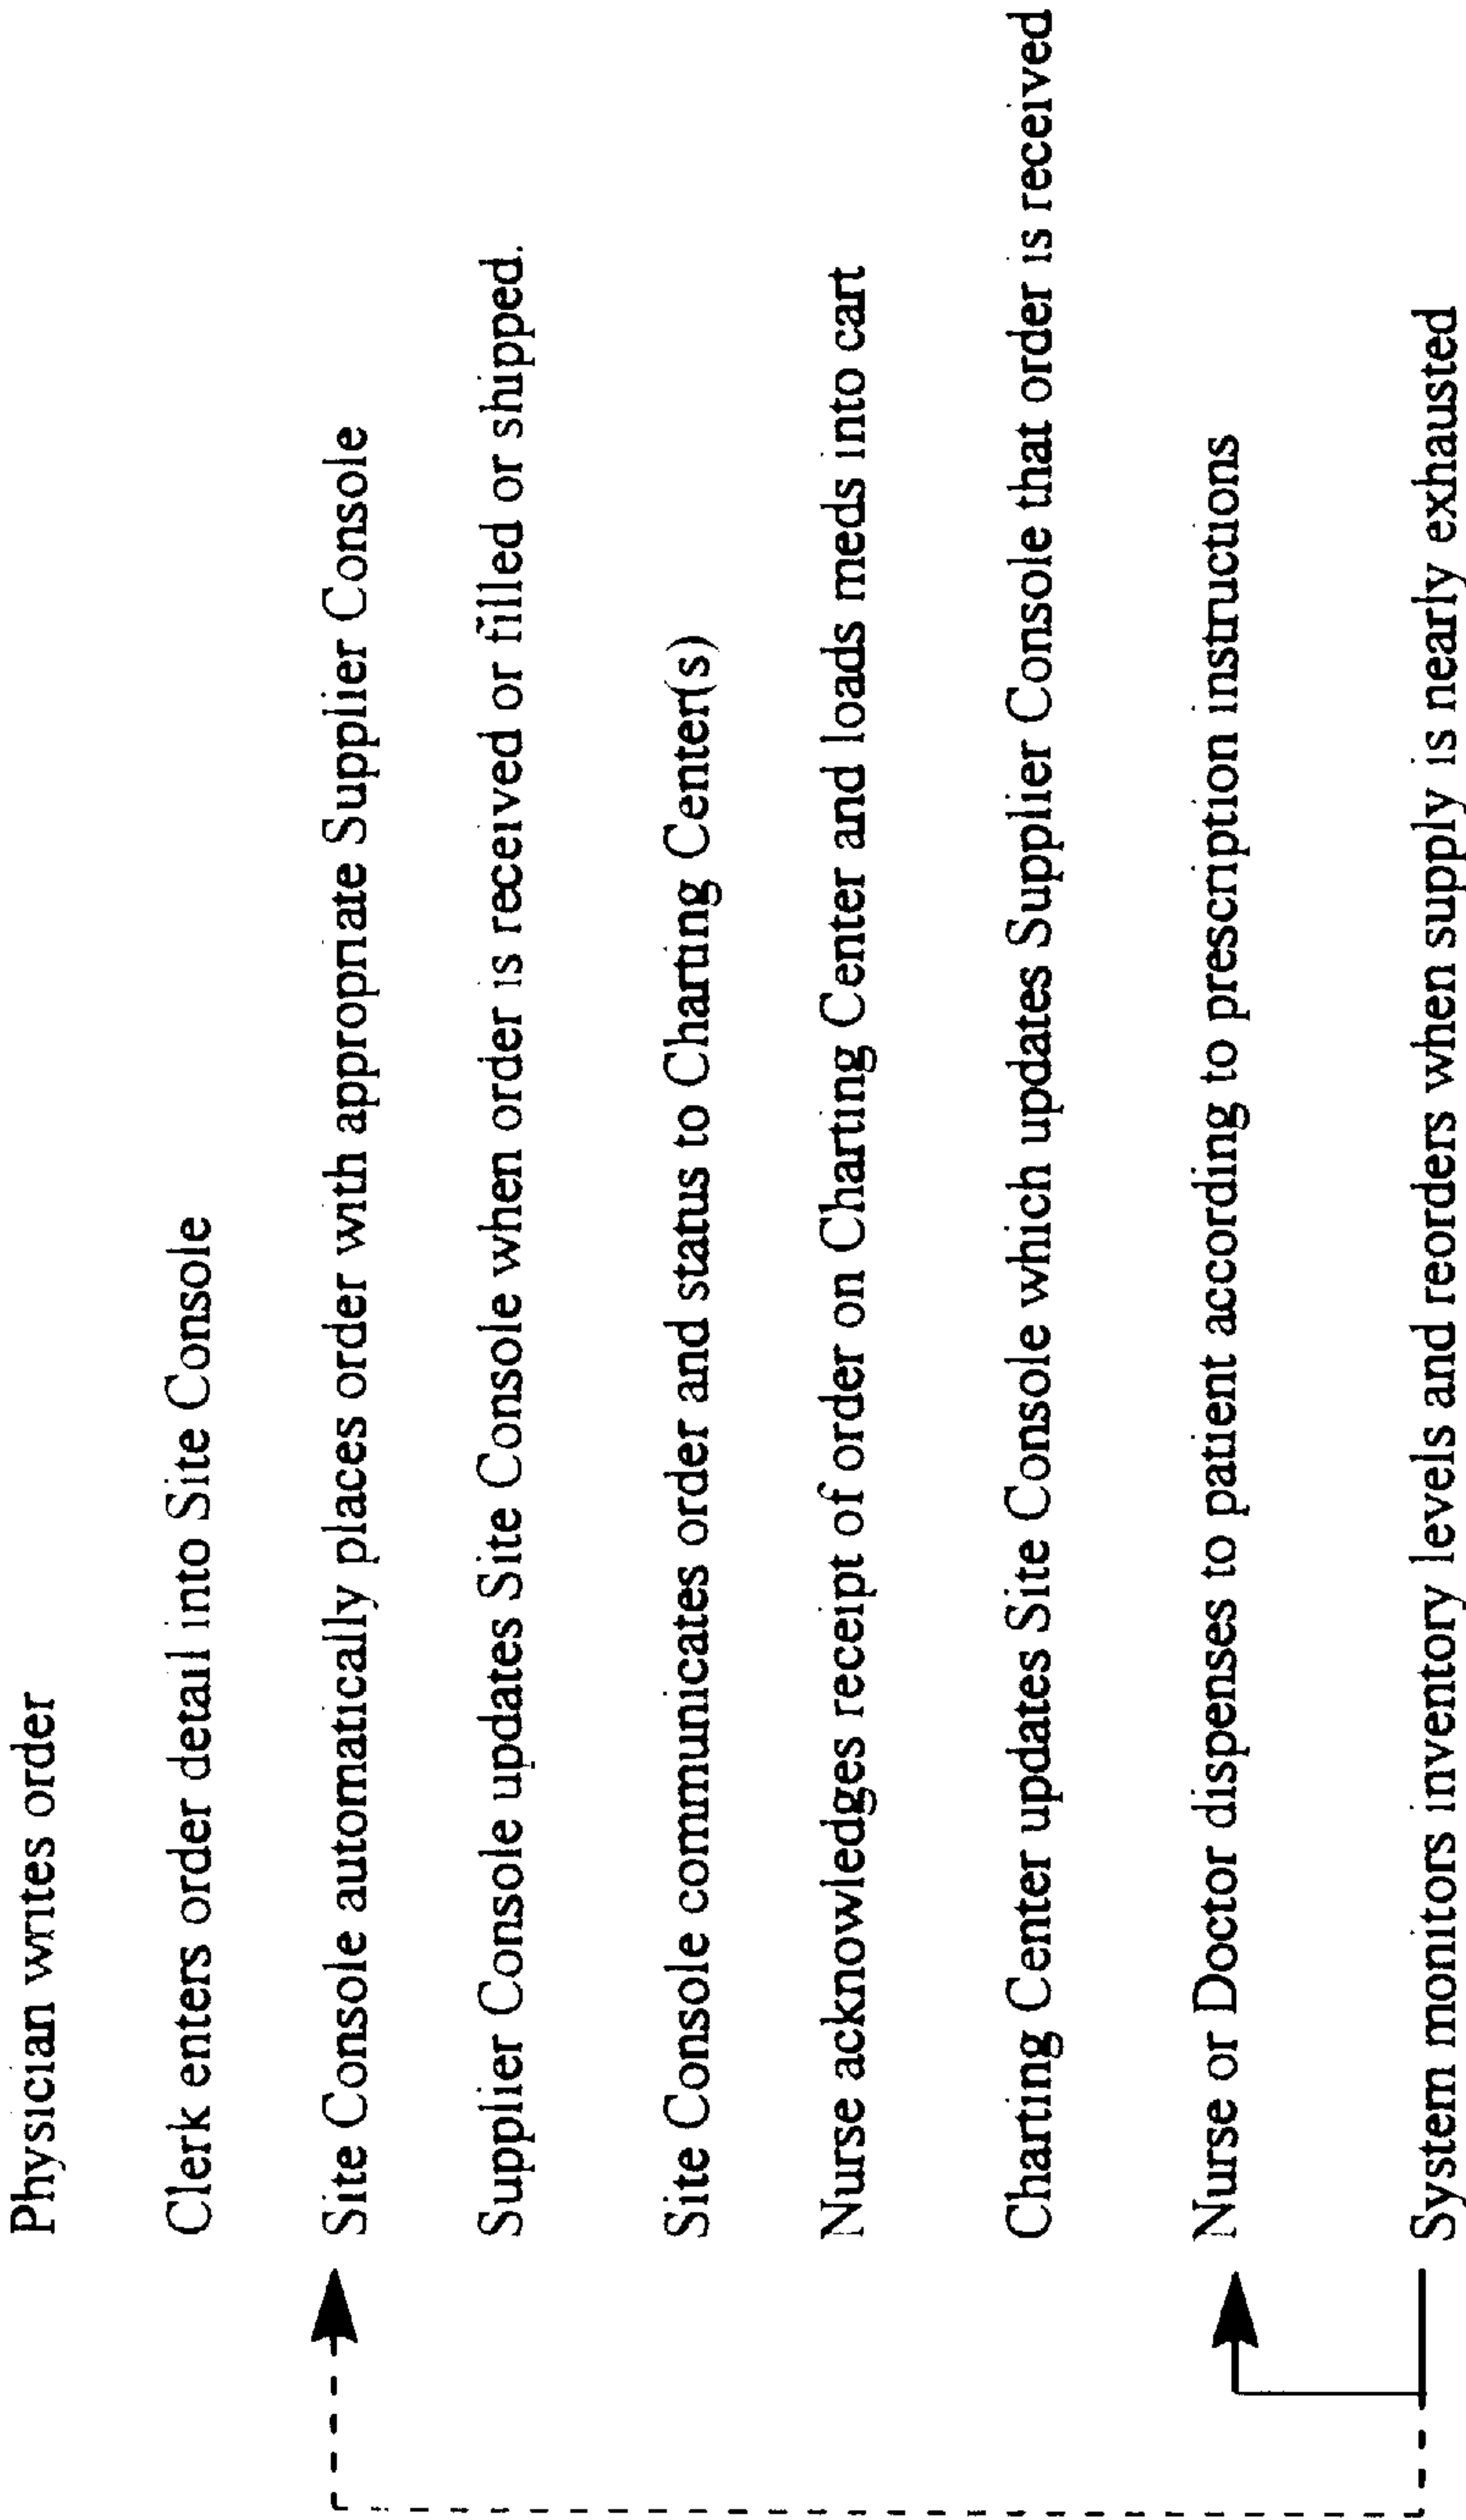 Physician writes order
Clerk enters order detail into Site Console
Site Console automatically places order with appropriate Supplier Console
Supplier Console updates Site Console when order is received or filled or shipped.
Site Console communicates order and status to Charting Center(s)
Nurse acknowledges receipt of order on Charting Center and loads meds into cart
Charting Center updates Site Console which updates Supplier Console that order is received
Nurse or Doctor dispenses to patient according to prescription instructions
System monitors inventory levels and reorders when supply is nearly exhausted